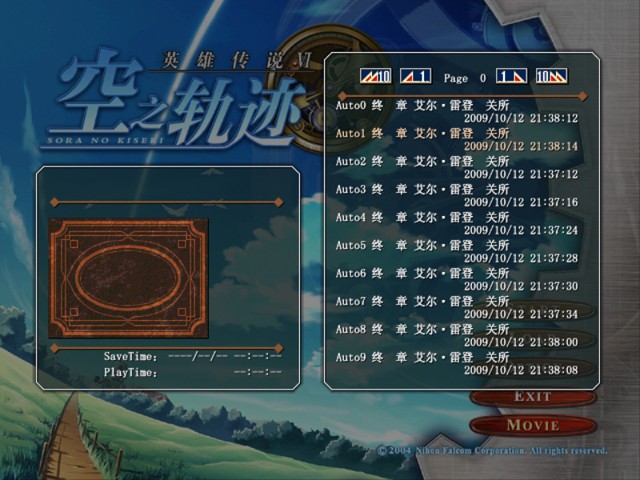 英雄传说VI
空之轨迹
SORA NO KISEKI
10 1 Page 0 1 10
Auto0 终 章 艾尔·雷登 关所
2009/10/12 21:38:12
Auto1 终 章 艾尔·雷登 关所
2009/10/12 21:38:14
Auto2 终 章 艾尔·雷登 关所
2009/10/12 21:37:12
Auto3 终 章 艾尔·雷登 关所
2009/10/12 21:37:16
Auto4 终 章 艾尔·雷登 关所
2009/10/12 21:37:24
Auto5 终 章 艾尔·雷登 关所
2009/10/12 21:37:28
Auto6 终 章 艾尔·雷登 关所
2009/10/12 21:37:30
Auto7 终 章 艾尔·雷登 关所
2009/10/12 21:37:34
Auto8 终 章 艾尔·雷登 关所
2009/10/12 21:38:00
Auto9 终 章 艾尔·雷登 关所
2009/10/12 21:38:08
SaveTime: ----/--/-- --:--:--
PlayTime: --:--:--
EXIT
MOVIE
© 2004 Nihon Falcom Corporation. All rights reserved.